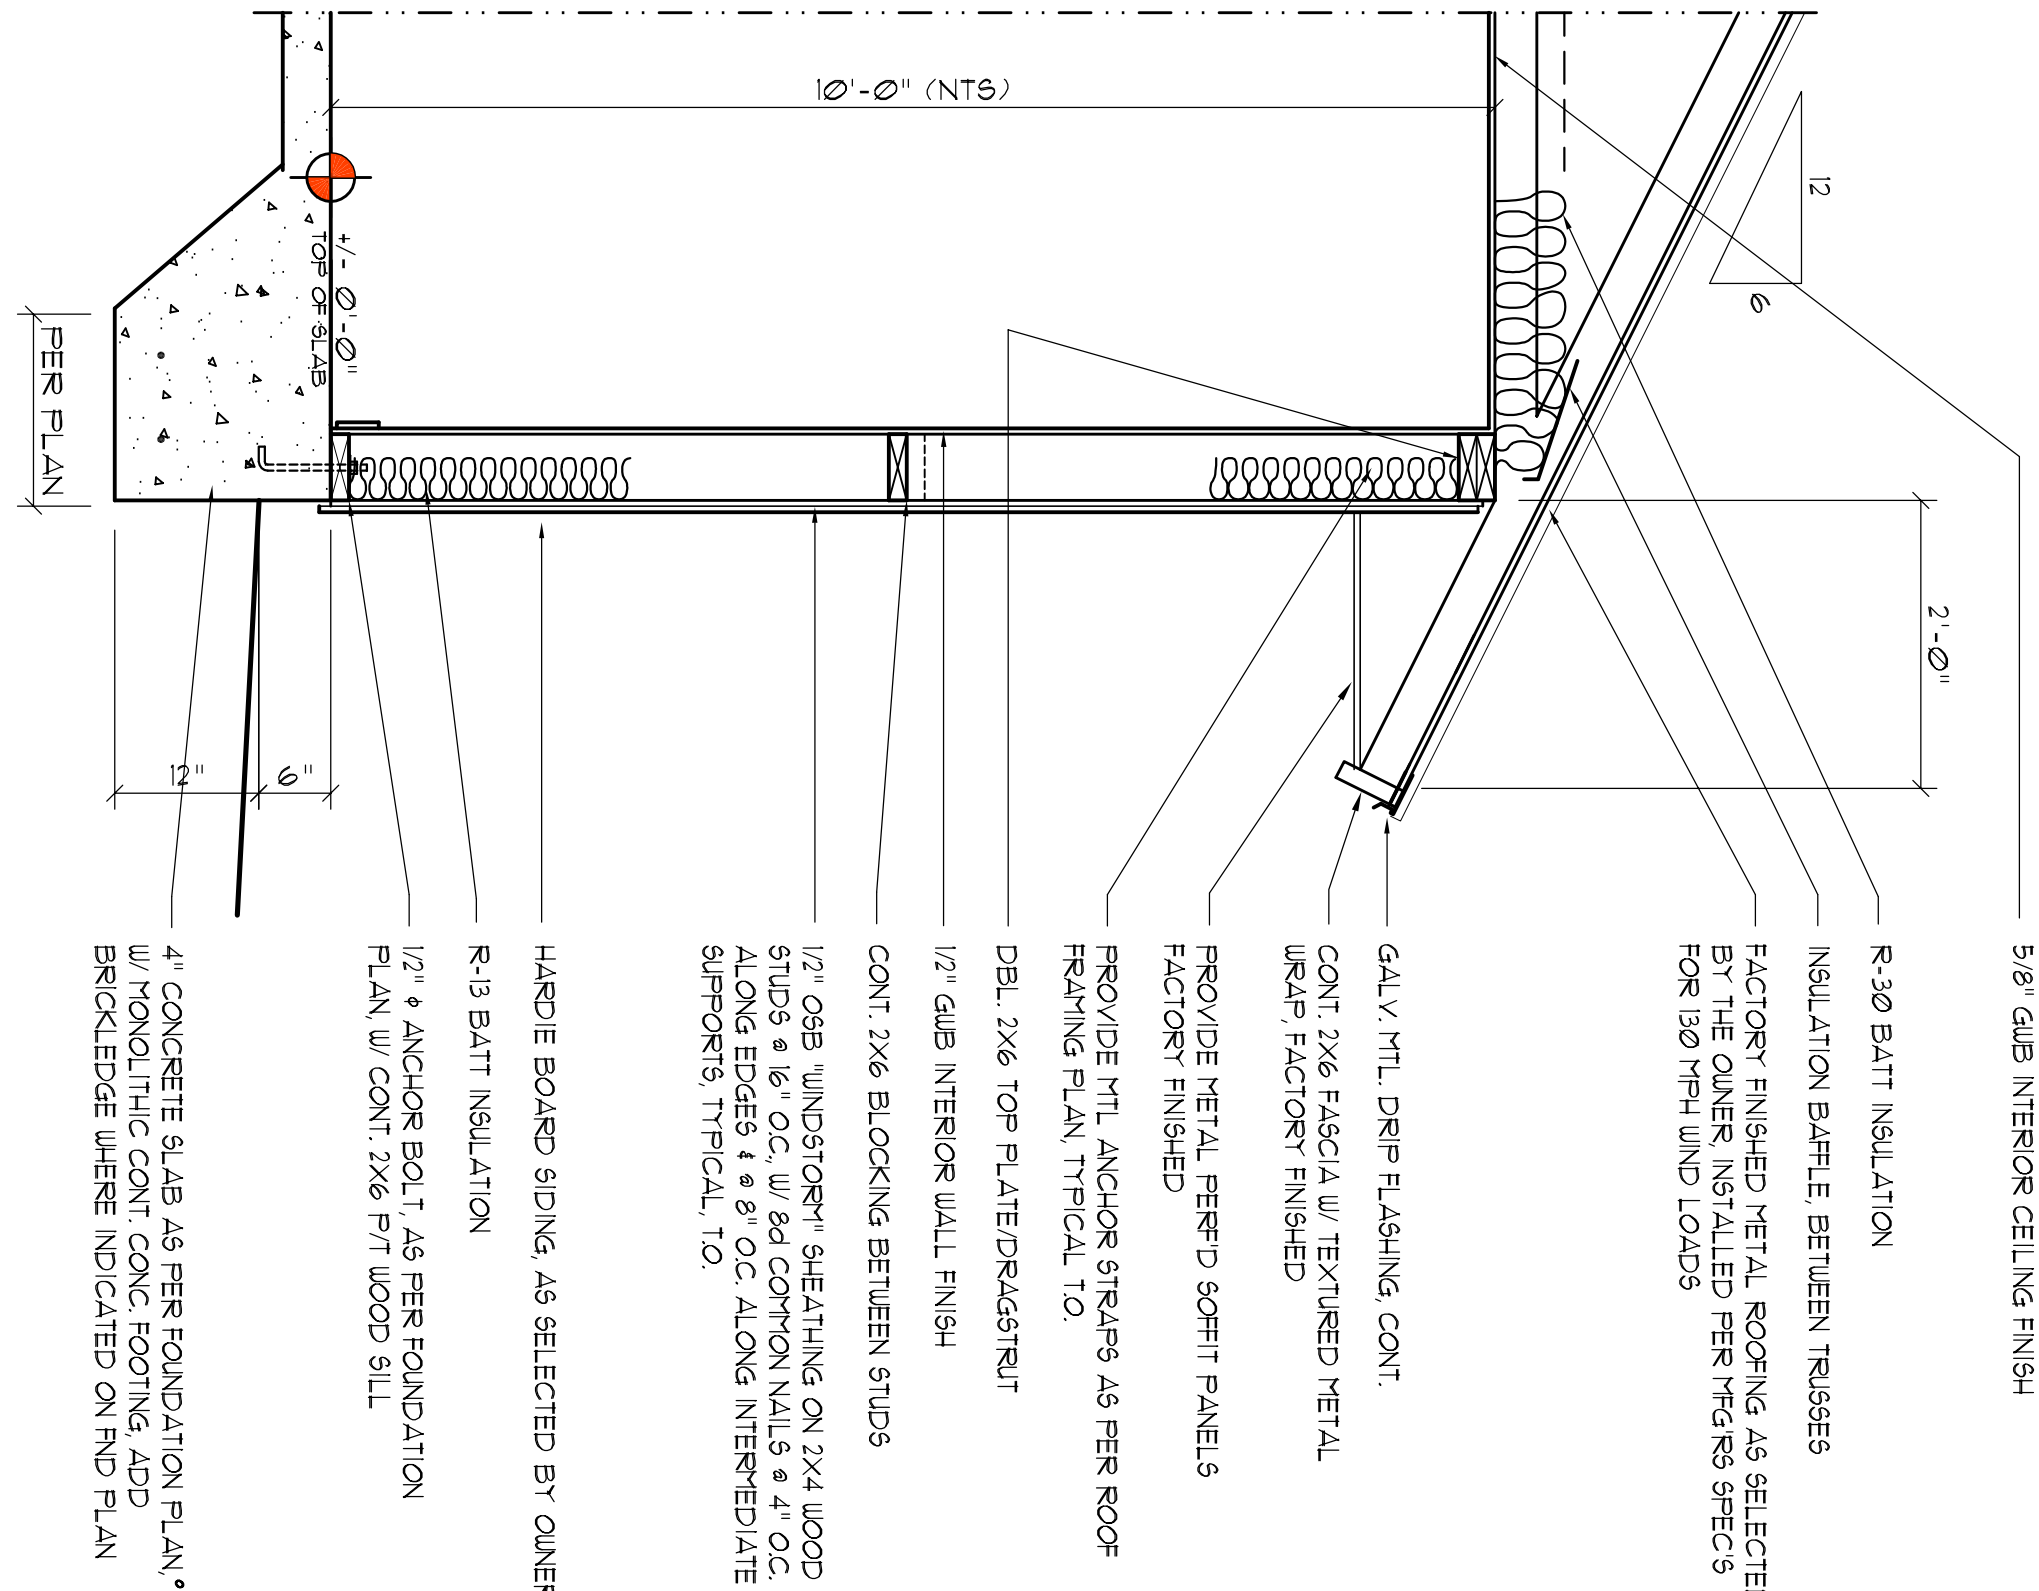 5/8" GWB INTERIOR CEILING FINISH
R-30 BATT INSULATION
INSULATION BAFFLE, BETWEEN TRUSSES
FACTORY FINISHED METAL ROOFING AS SELECTED
BY THE OWNER, INSTALLED PER MFG'RS SPEC'S
FOR 130 MPH WIND LOADS
GALV. MTL. DRIP FLASHING, CONT.
CONT. 2X6 FASCIA W/ TEXTURED METAL
WRAP, FACTORY FINISHED
PROVIDE METAL PERF'D SOFFIT PANELS
FACTORY FINISHED
PROVIDE MTL ANCHOR STRAPS AS PER ROOF
FRAMING PLAN, TYPICAL T.O.
DBL. 2X6 TOP PLATE/DRAGSTRUT
1/2" GWB INTERIOR WALL FINISH
CONT. 2X6 BLOCKING BETWEEN STUDS
1/2" OSB "WINDSTORM" SHEATHING ON 2X4 WOOD
STUDS @ 16" O.C., W/ 8d COMMON NAILS @ 4" O.C.
ALONG EDGES & @ 8" O.C. ALONG INTERMEDIATE
SUPPORTS, TYPICAL, T.O.
HARDIE BOARD SIDING, AS SELECTED BY OWNER
R-13 BATT INSULATION
1/2" ϕ ANCHOR BOLT, AS PER FOUNDATION
PLAN, W/ CONT. 2X6 P/T WOOD SILL
4" CONCRETE SLAB AS PER FOUNDATION PLAN,
W/ MONOLITHIC CONT. CONC. FOOTING, ADD
BRICKLEDGE WHERE INDICATED ON FND PLAN
12
6
2'-0"
10'-0" (NTS)
+/- 0'-0"
TOP OF SLAB
PER PLAN
12"
6"